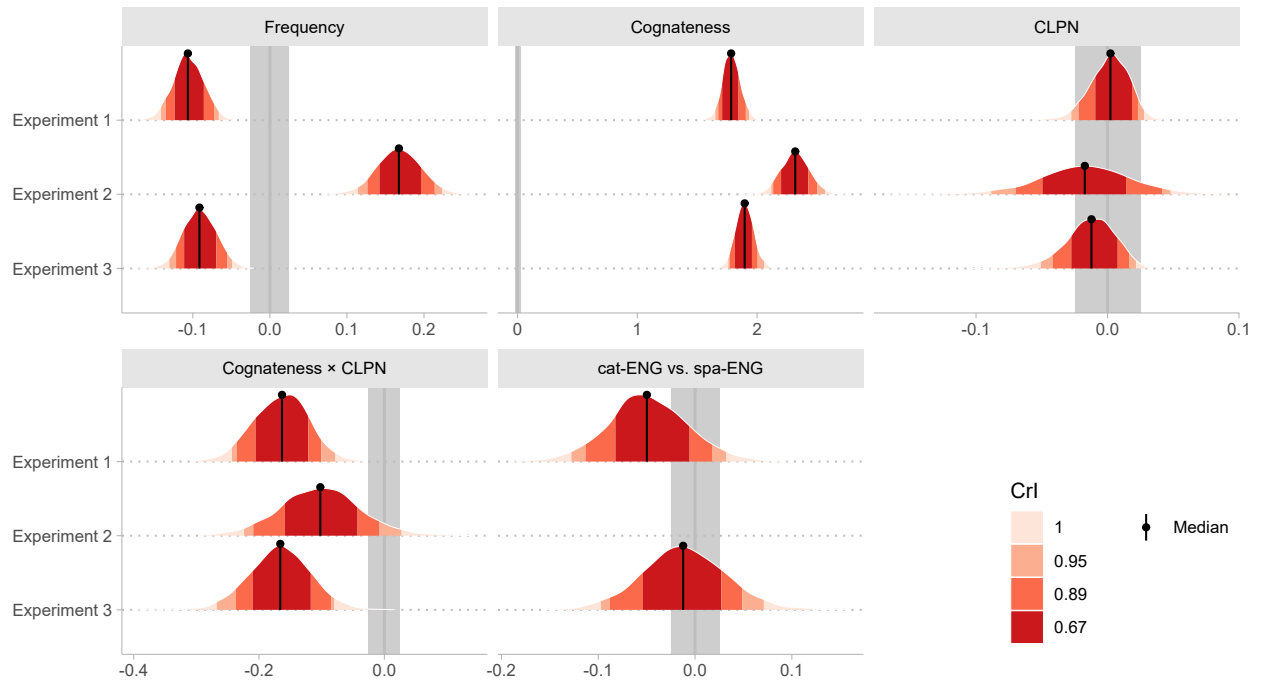 Frequency Cognateness CLPN
Experiment 1
Experiment 2
Experiment 3
-0.1 0.0 0.1 0.2 0 1 2 -0.1 0.0 0.1
Cognateness × CLPN cat-ENG vs. spa-ENG
Experiment 1
Experiment 2
Experiment 3
-0.4 -0.2 0.0 -0.2 -0.1 0.0 0.1
CrI
1 Median
0.95
0.89
0.67